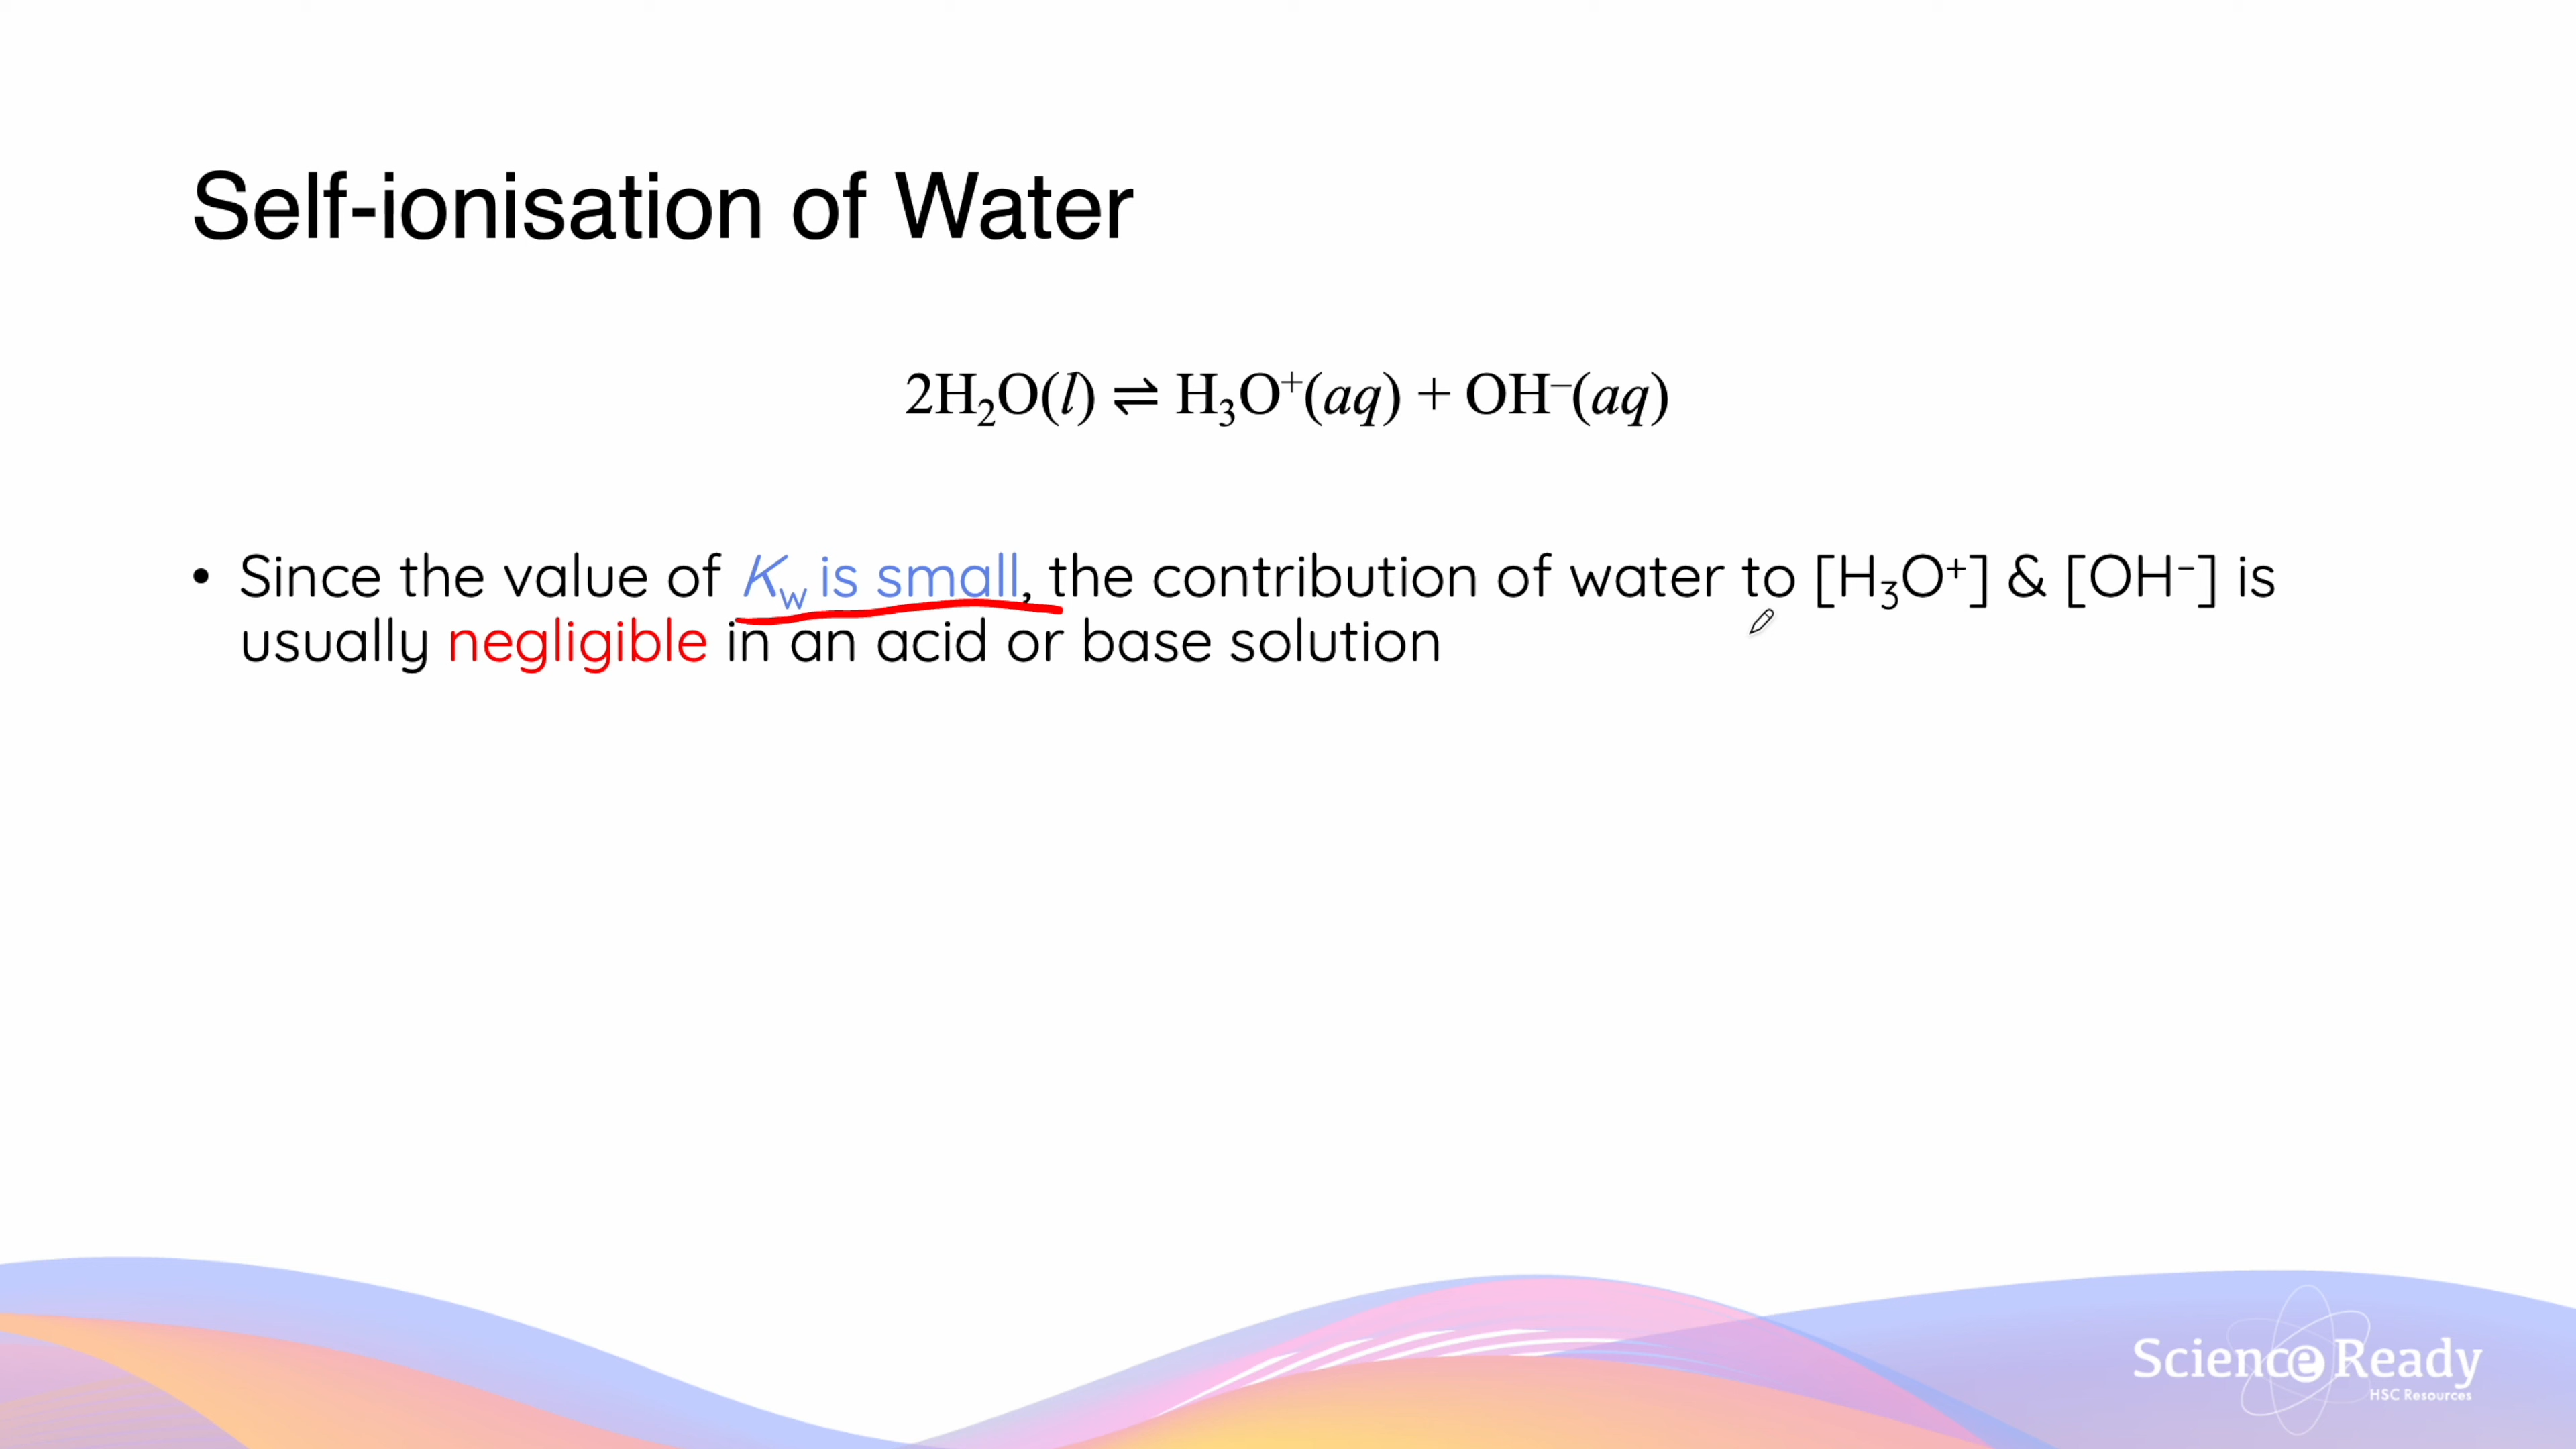 Self-ionisation of Water
2H₂O(l) ⇌ H₃O⁺(aq) + OH⁻(aq)
• Since the value of Kw is small, the contribution of water to [H₃O⁺] & [OH⁻] is
usually negligible in an acid or base solution
Science Ready
HSC Resources